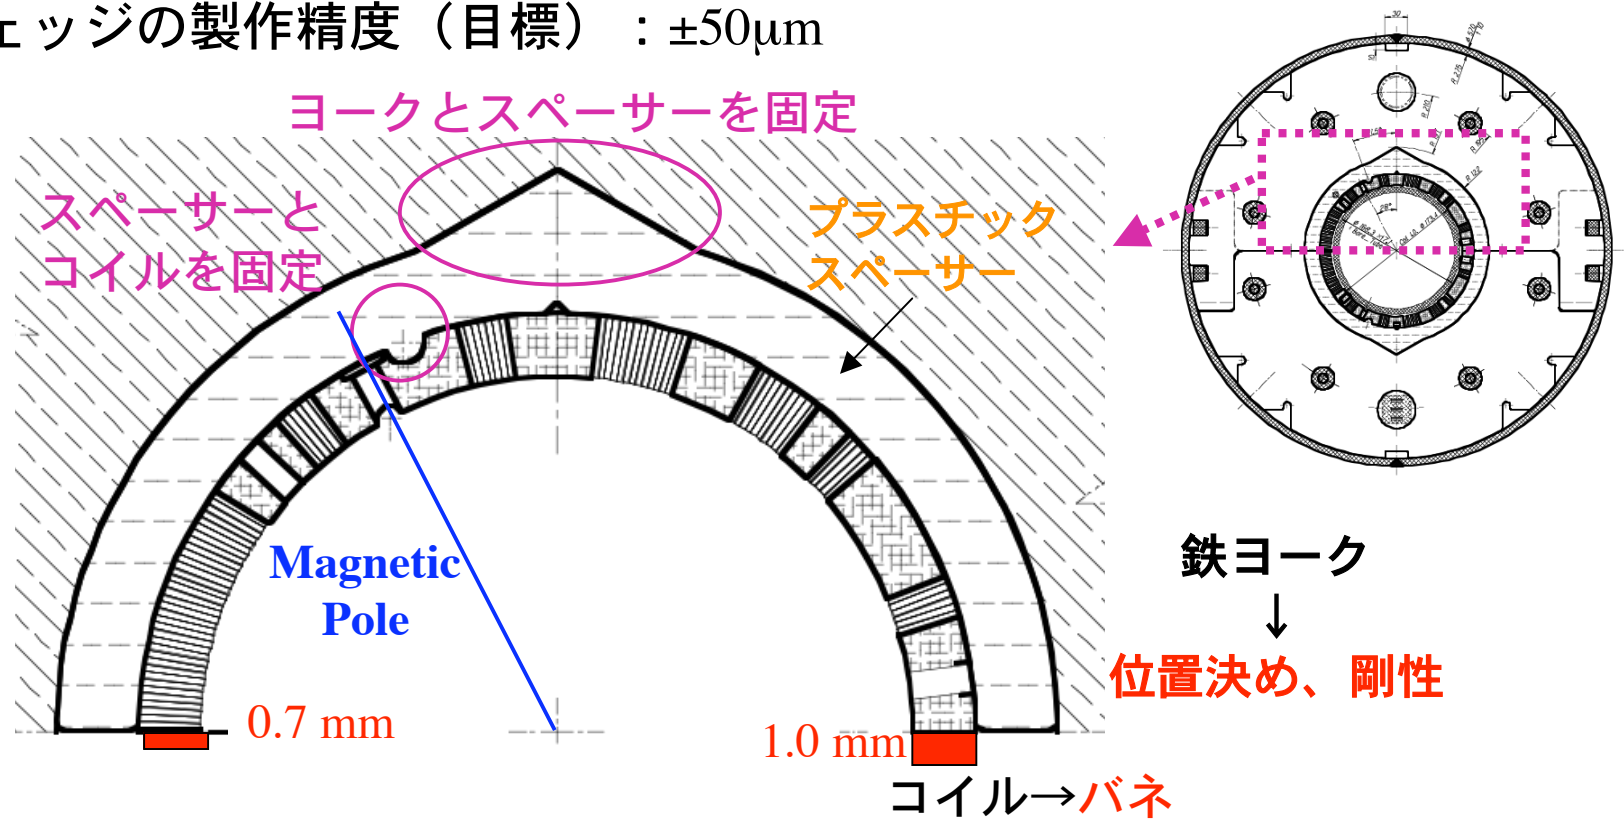 ェッジの製作精度（目標）：±50μm
ヨークとスペーサーを固定
スペーサーと
コイルを固定
プラスチック
スペーサー
Magnetic
Pole
0.7 mm
1.0 mm
コイル→バネ
鉄ヨーク
↓
位置決め、剛性
30
10
28°